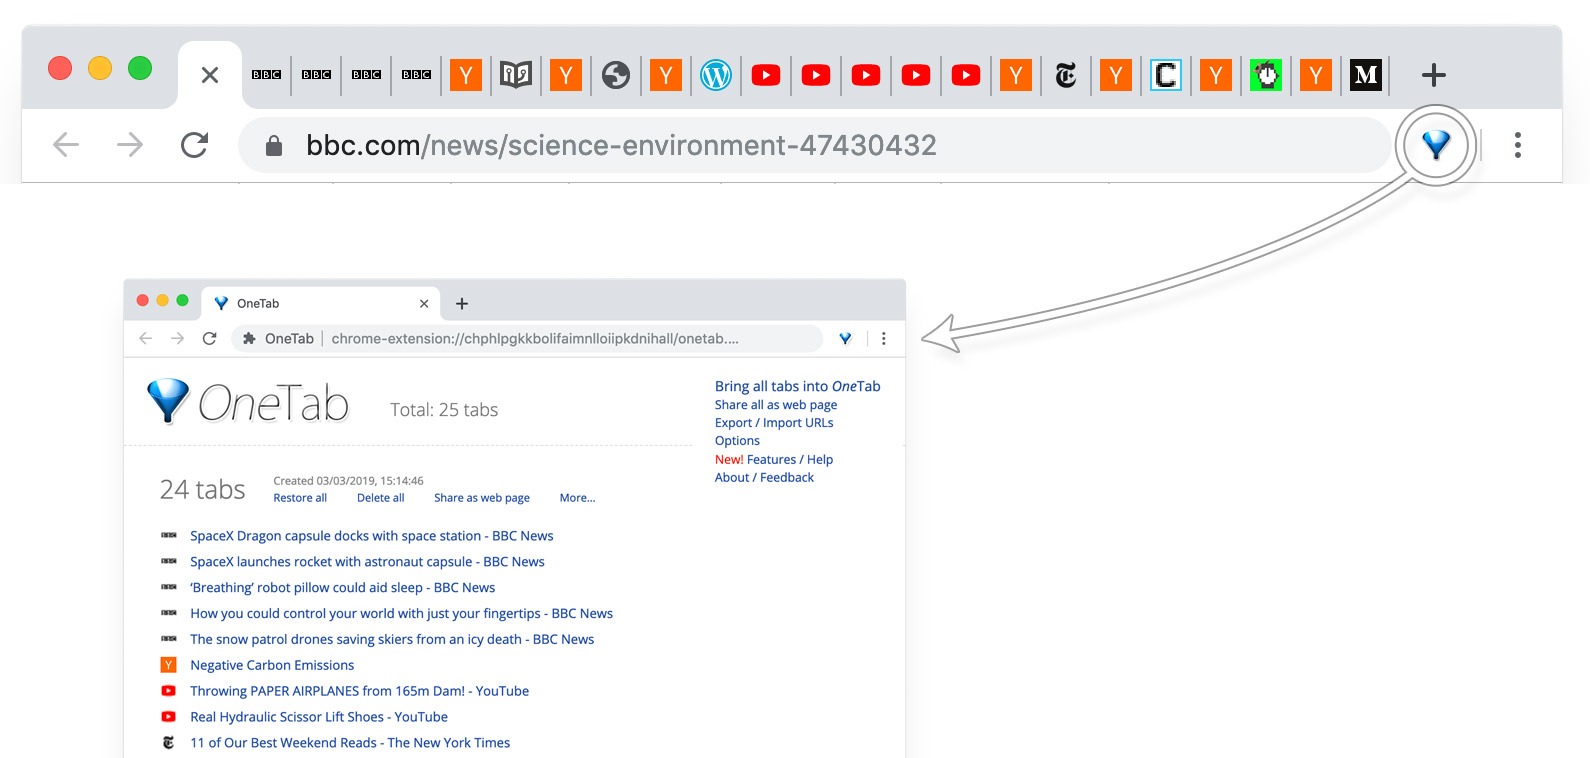 BBC
BBC
BBC
BBC
Y
Y
Y
Y
Y
Y
Y
M
bbc.com/news/science-environment-47430432
OneTab
OneTab | chrome-extension://chphlpgkkbolifaimnlloiipkdnihall/onetab....
OneTab
Total: 25 tabs
Bring all tabs into OneTab
Share all as web page
Export / Import URLs
Options
New! Features / Help
About / Feedback
24 tabs
Created 03/03/2019, 15:14:46
Restore all
Delete all
Share as web page
More...
SpaceX Dragon capsule docks with space station - BBC News
SpaceX launches rocket with astronaut capsule - BBC News
‘Breathing’ robot pillow could aid sleep - BBC News
How you could control your world with just your fingertips - BBC News
The snow patrol drones saving skiers from an icy death - BBC News
Y Negative Carbon Emissions
Throwing PAPER AIRPLANES from 165m Dam! - YouTube
Real Hydraulic Scissor Lift Shoes - YouTube
11 of Our Best Weekend Reads - The New York Times